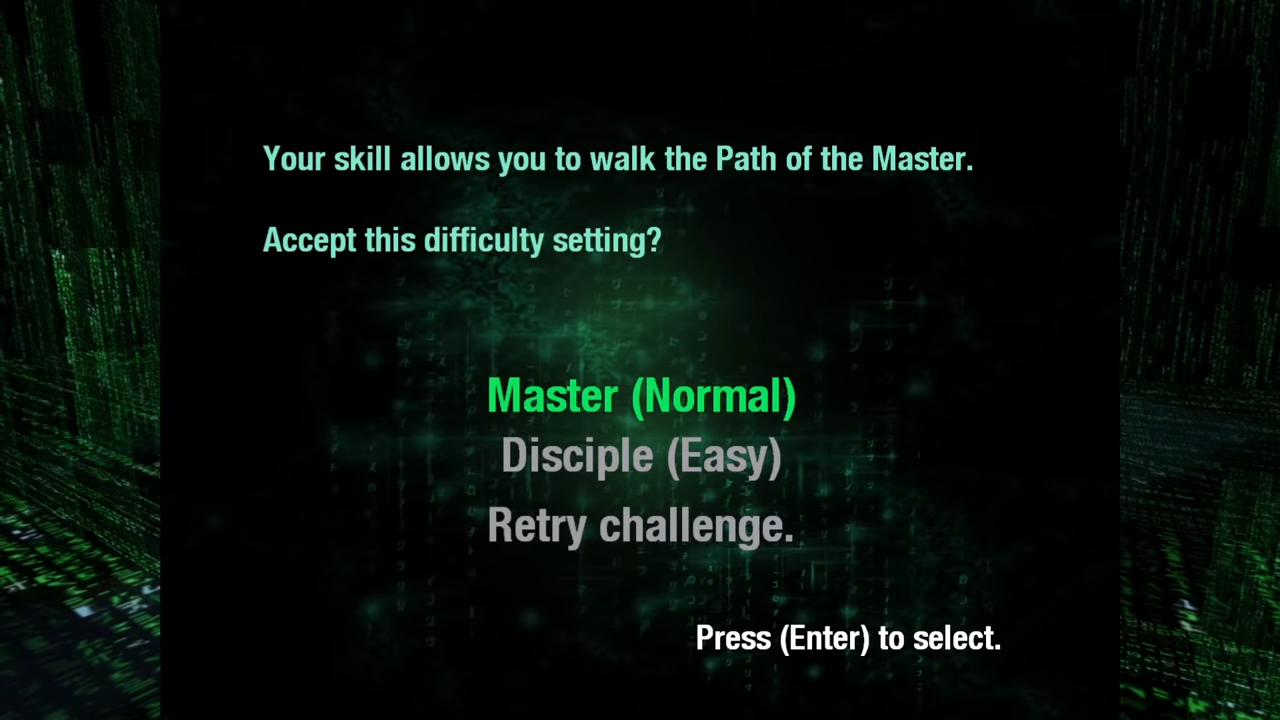 Your skill allows you to walk the Path of the Master.
Accept this difficulty setting?
Master (Normal)
Disciple (Easy)
Retry challenge.
Press (Enter) to select.